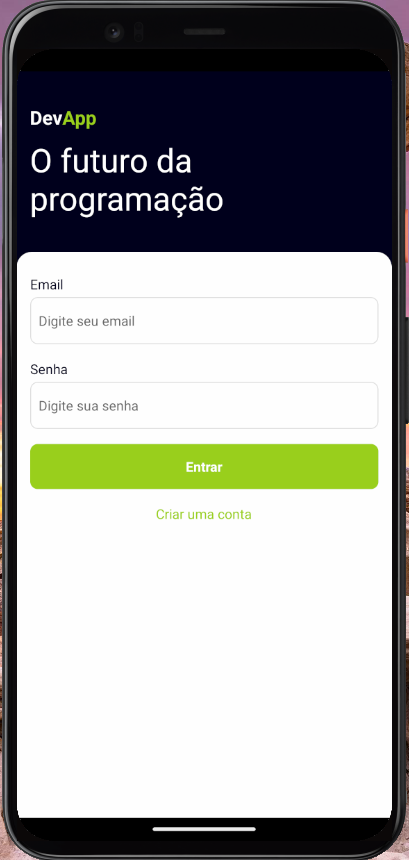 DevApp
O futuro da
programação
Email
Digite seu email
Senha
Digite sua senha
Entrar
Criar uma conta